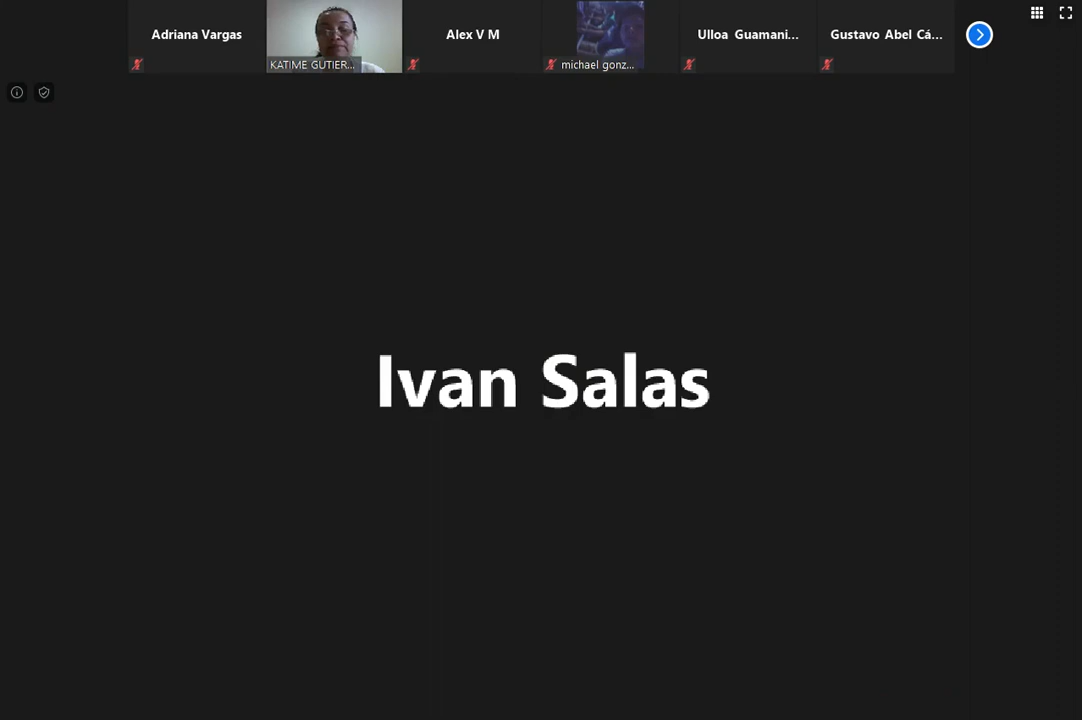 Adriana Vargas
KATIME GUTIER...
Alex V M
michael gonz...
Ulloa Guamani...
Gustavo Abel Cá...
Ivan Salas